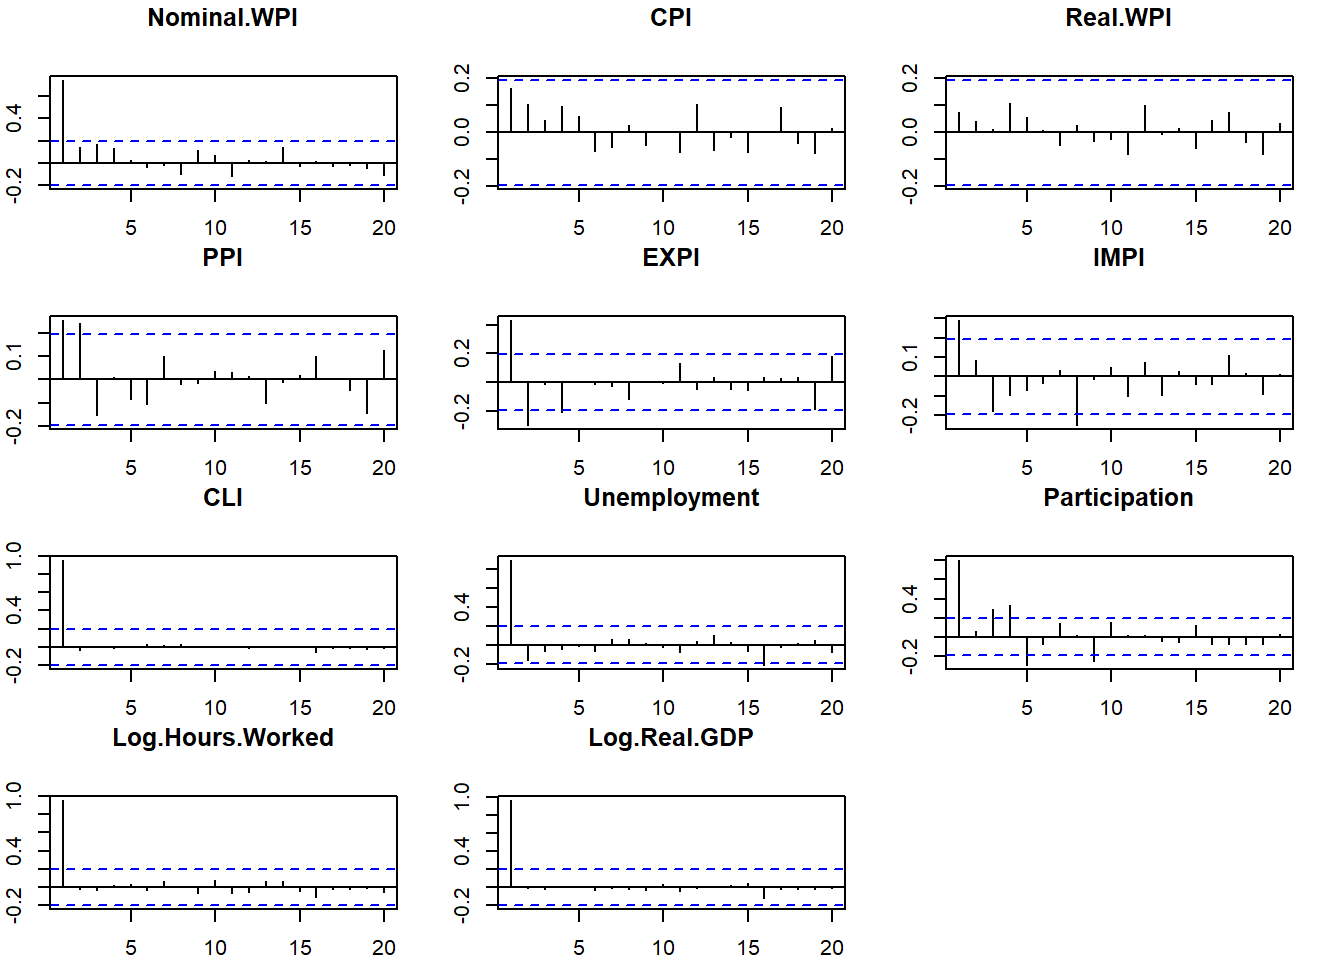 Nominal.WPI CPI Real.WPI
0.4 -0.2 0.2 0.0 -0.2 0.2 0.0 -0.2
5 10 15 20 5 10 15 20 5 10 15 20
PPI EXPI IMPI
0.1 -0.2 0.2 -0.2 0.1 -0.2
5 10 15 20 5 10 15 20 5 10 15 20
CLI Unemployment Participation
1.0 0.4 -0.2 0.4 -0.2 0.4 -0.2
5 10 15 20 5 10 15 20 5 10 15 20
Log.Hours.Worked Log.Real.GDP
1.0 0.4 -0.2 1.0 0.4 -0.2
5 10 15 20 5 10 15 20